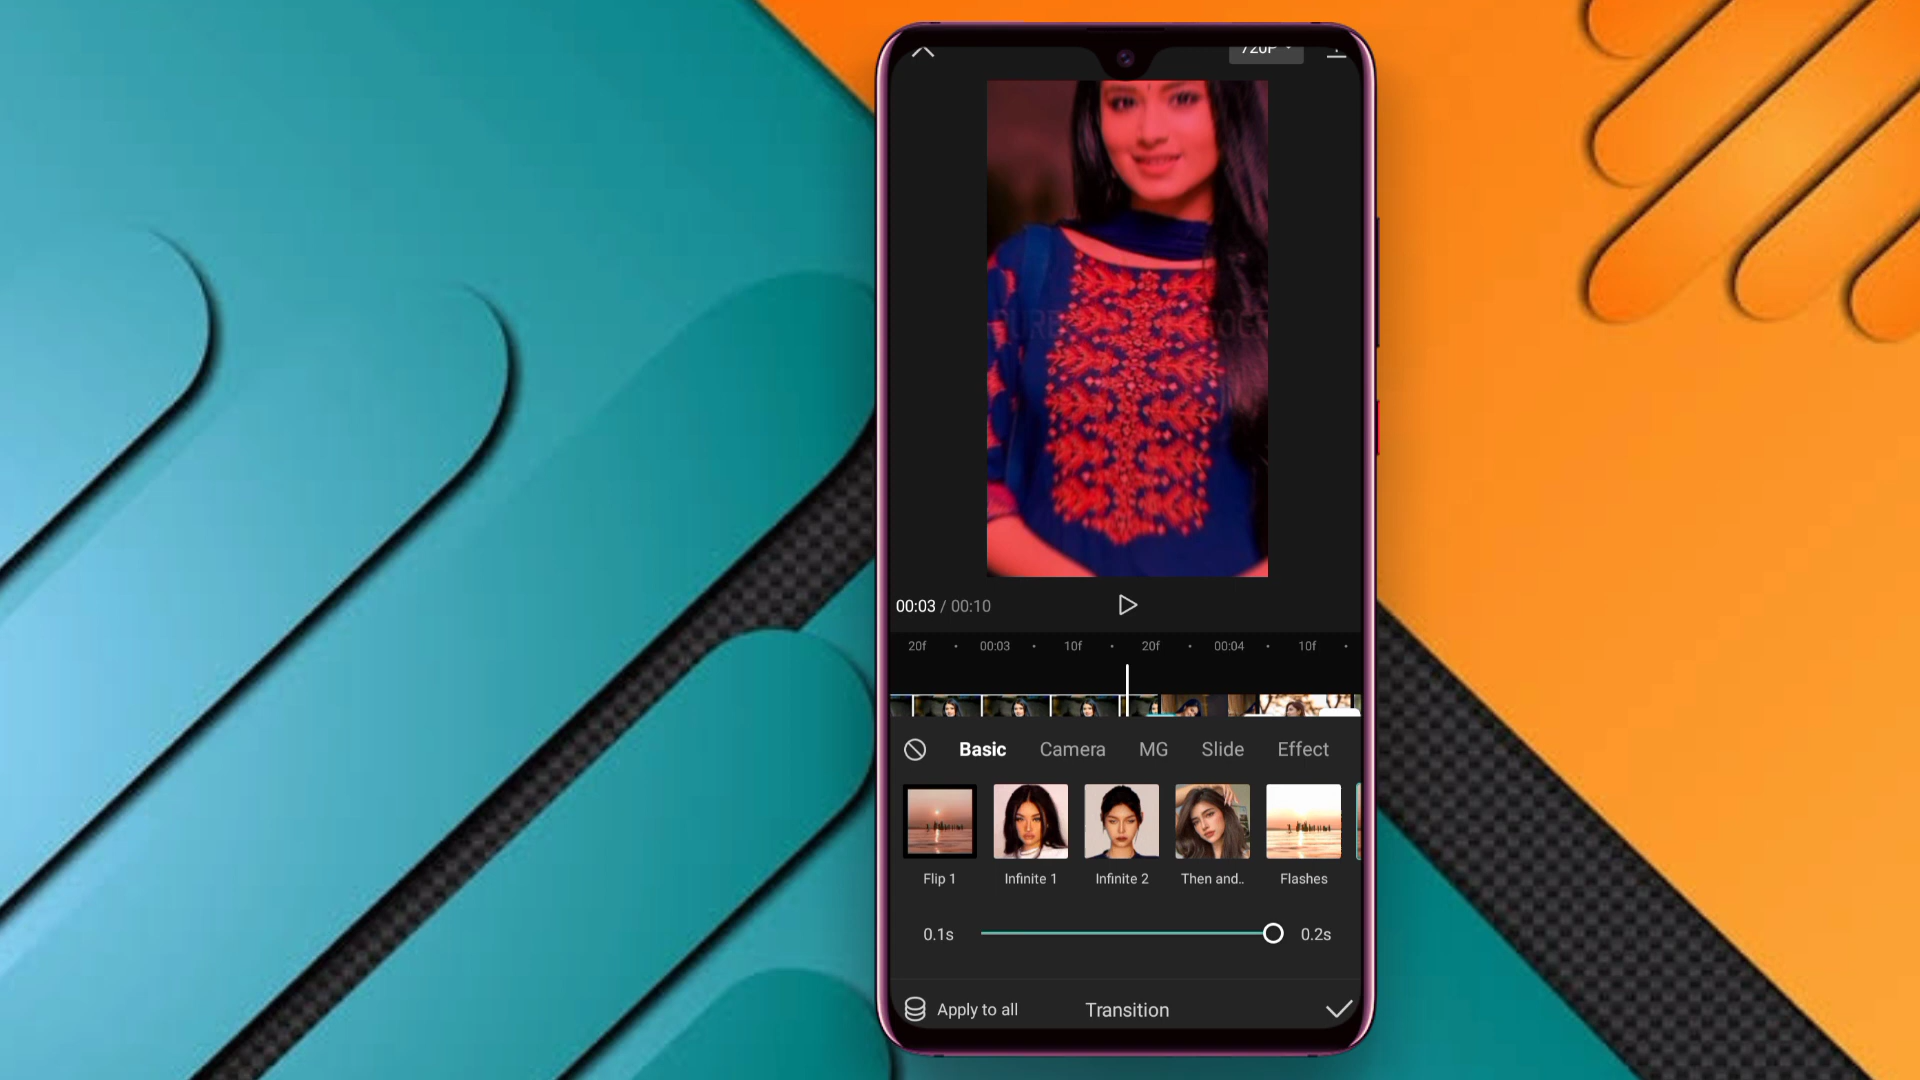 720P
00:03 / 00:10
20f · 00:03 · 10f · 20f · 00:04 · 10f ·
Basic Camera MG Slide Effect
Flip 1 Infinite 1 Infinite 2 Then and.. Flashes
0.1s 0.2s
Apply to all Transition